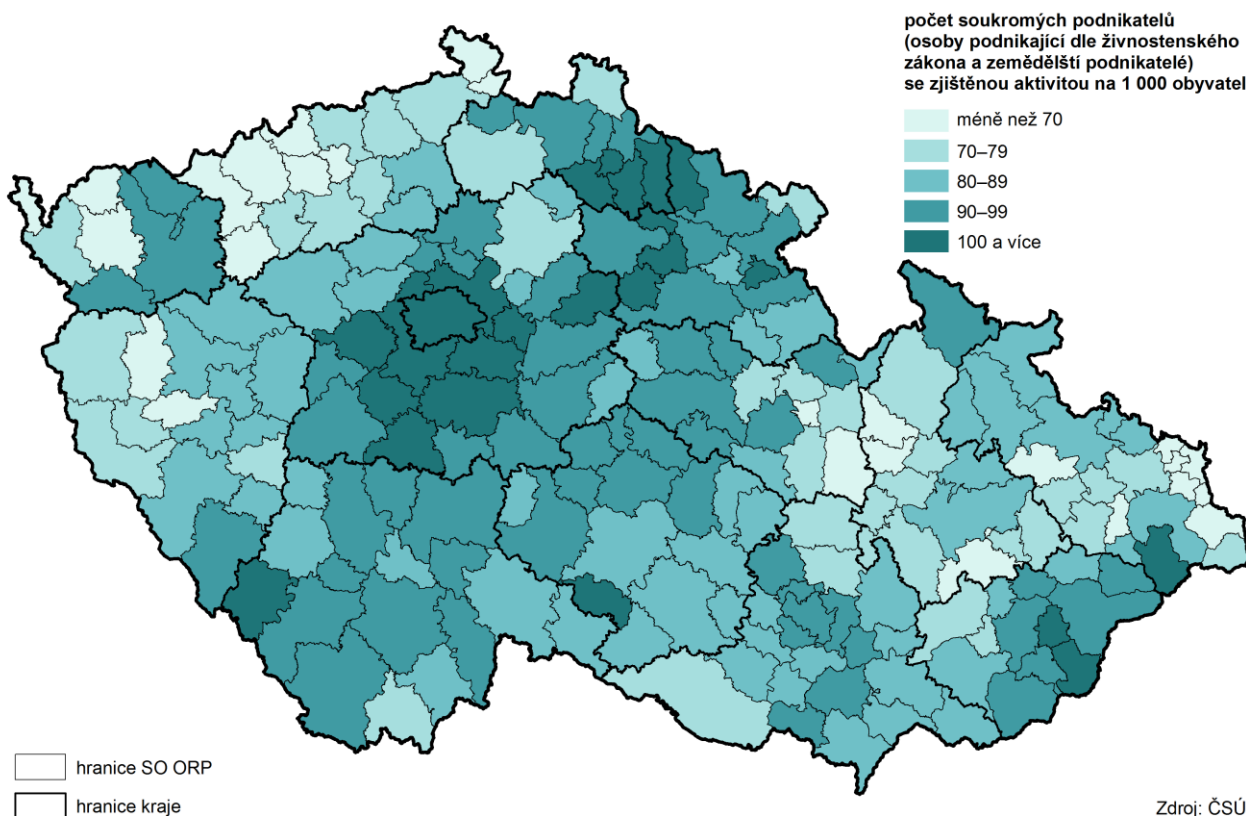 počet soukromých podnikatelů
(osoby podnikající dle živnostenského
zákona a zemědělští podnikatelé)
se zjištěnou aktivitou na 1 000 obyvatel
méně než 70
70–79
80–89
90–99
100 a více
hranice SO ORP
hranice kraje
Zdroj: ČSÚ